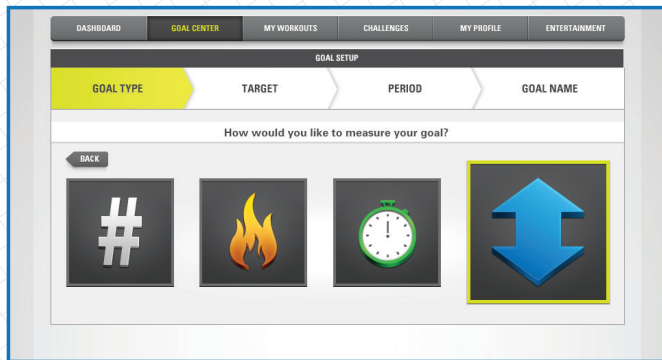 DASHBOARD GOAL CENTER MY WORKOUTS CHALLENGES MY PROFILE ENTERTAINMENT
GOAL SETUP
GOAL TYPE TARGET PERIOD GOAL NAME
How would you like to measure your goal?
BACK
#